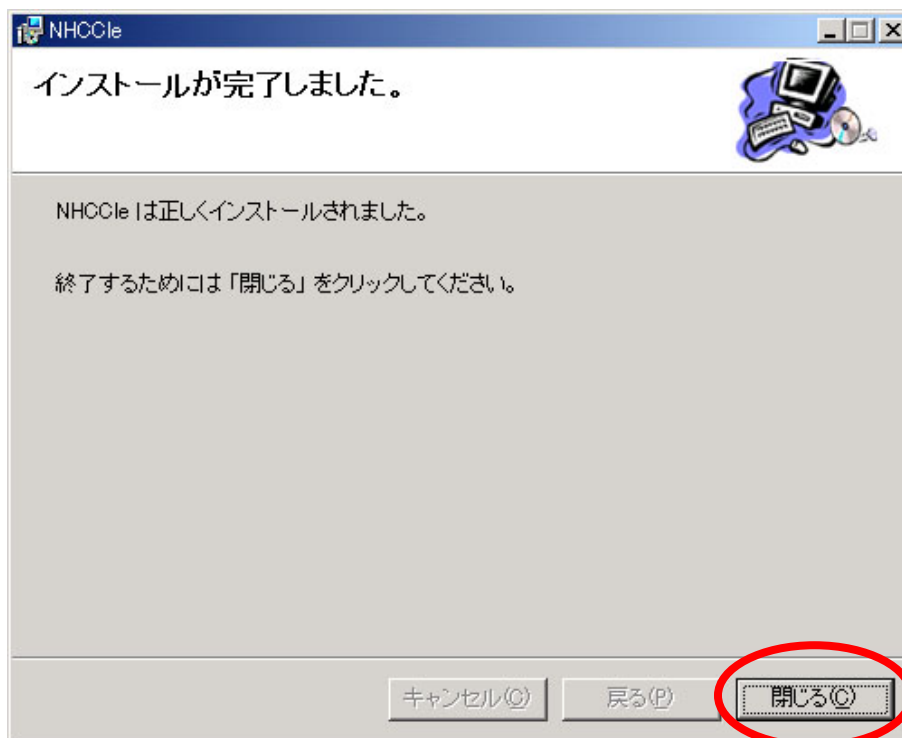 NHCCIe
インストールが完了しました。
NHCCIe は正しくインストールされました。
終了するためには「閉じる」をクリックしてください。
キャンセル(C) 戻る(P) 閉じる(C)